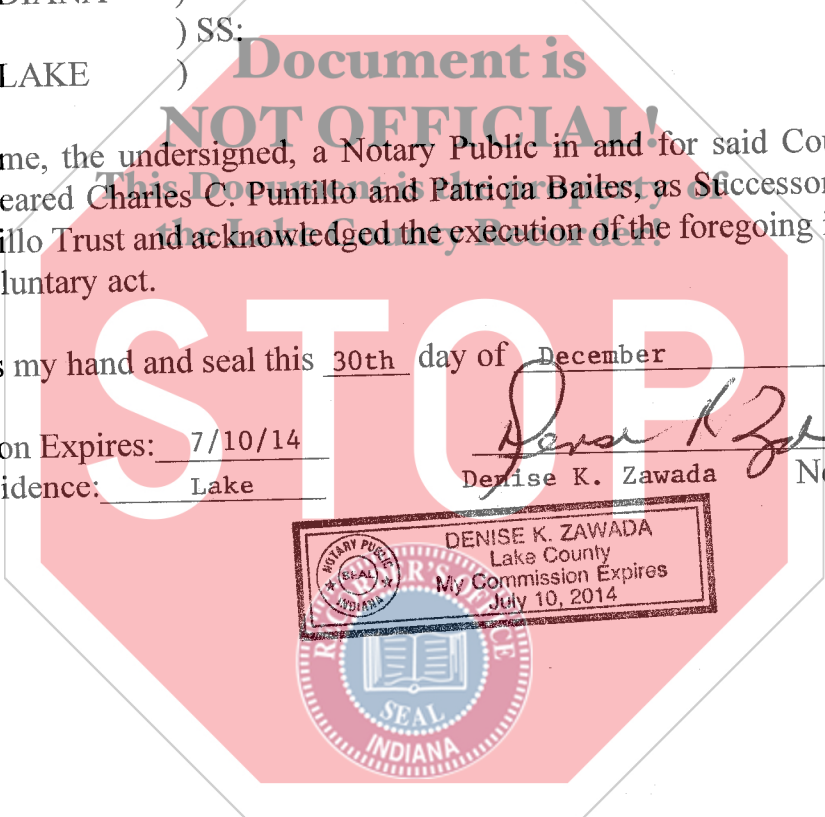 ) SS:
LAKE )
Document is
NOT OFFICIAL!
me, the undersigned, a Notary Public in and for said
This Document is the property of
eared Charles C. Puntillo and Patricia Bailes, as Successor
the Lake County Recorder!
illo Trust and acknowledged the execution of the foregoing
luntary act.
STOP
s my hand and seal this 30th day of December
on Expires: 7/10/14
idence: Lake
Denise K. Zawada
DENISE K. ZAWADA
Lake County
My Commission Expires
July 10, 2014
NOTARY PUBLIC
SEAL
INDIANA
RECORDER'S OFFICE
SEAL
INDIANA